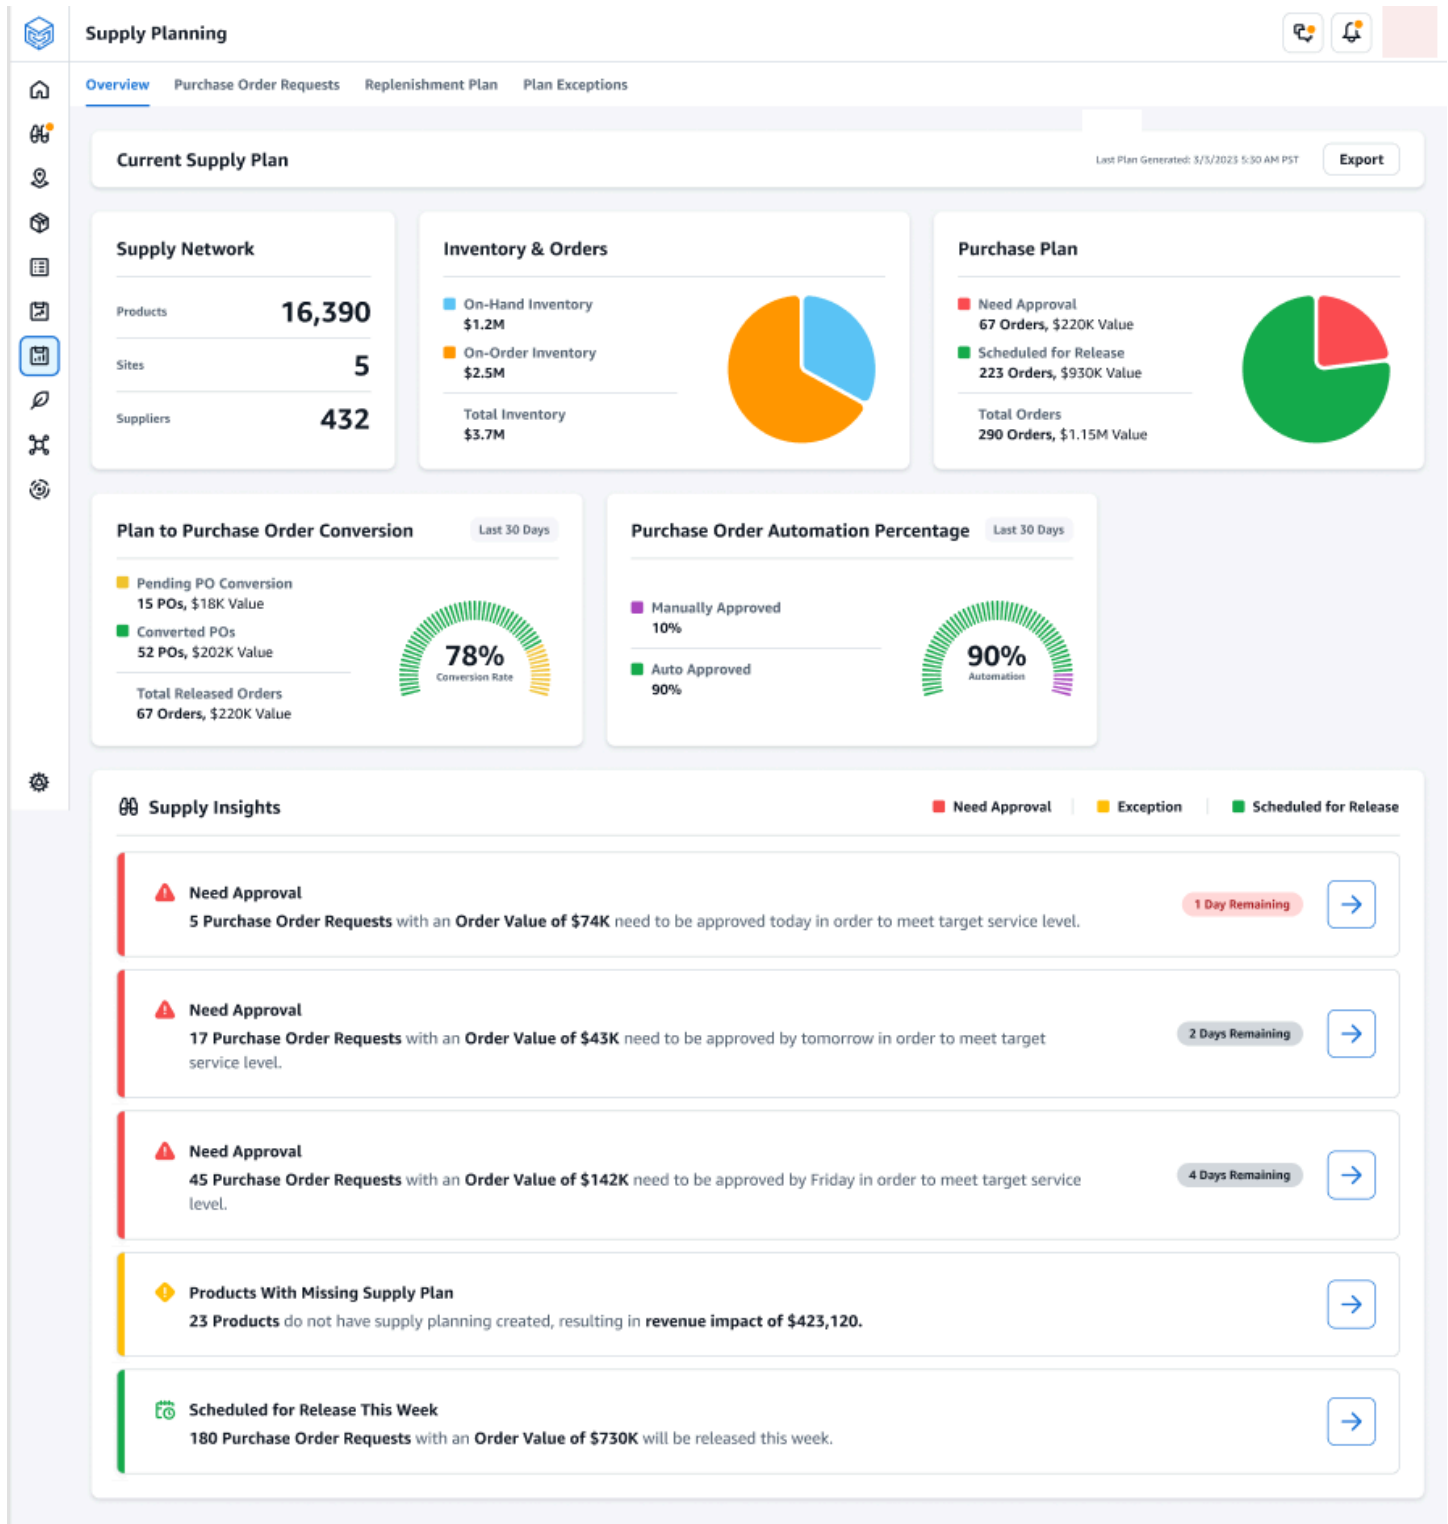 Supply Planning
Overview Purchase Order Requests Replenishment Plan Plan Exceptions
Current Supply Plan
Last Plan Generated: 3/3/2023 5:30 AM PST
Export
Supply Network
Products 16,390
Sites 5
Suppliers 432
Inventory & Orders
On-Hand Inventory
$1.2M
On-Order Inventory
$2.5M
Total Inventory
$3.7M
Purchase Plan
Need Approval
67 Orders, $220K Value
Scheduled for Release
223 Orders, $930K Value
Total Orders
290 Orders, $1.15M Value
Plan to Purchase Order Conversion
Last 30 Days
Pending PO Conversion
15 POs, $18K Value
Converted POs
52 POs, $202K Value
Total Released Orders
67 Orders, $220K Value
78%
Conversion Rate
Purchase Order Automation Percentage
Last 30 Days
Manually Approved
10%
Auto Approved
90%
90%
Automation
Supply Insights
Need Approval
Exception
Scheduled for Release
Need Approval
5 Purchase Order Requests with an Order Value of $74K need to be approved today in order to meet target service level.
1 Day Remaining
Need Approval
17 Purchase Order Requests with an Order Value of $43K need to be approved by tomorrow in order to meet target
service level.
2 Days Remaining
Need Approval
45 Purchase Order Requests with an Order Value of $142K need to be approved by Friday in order to meet target service
level.
4 Days Remaining
Products With Missing Supply Plan
23 Products do not have supply planning created, resulting in revenue impact of $423,120.
Scheduled for Release This Week
180 Purchase Order Requests with an Order Value of $730K will be released this week.